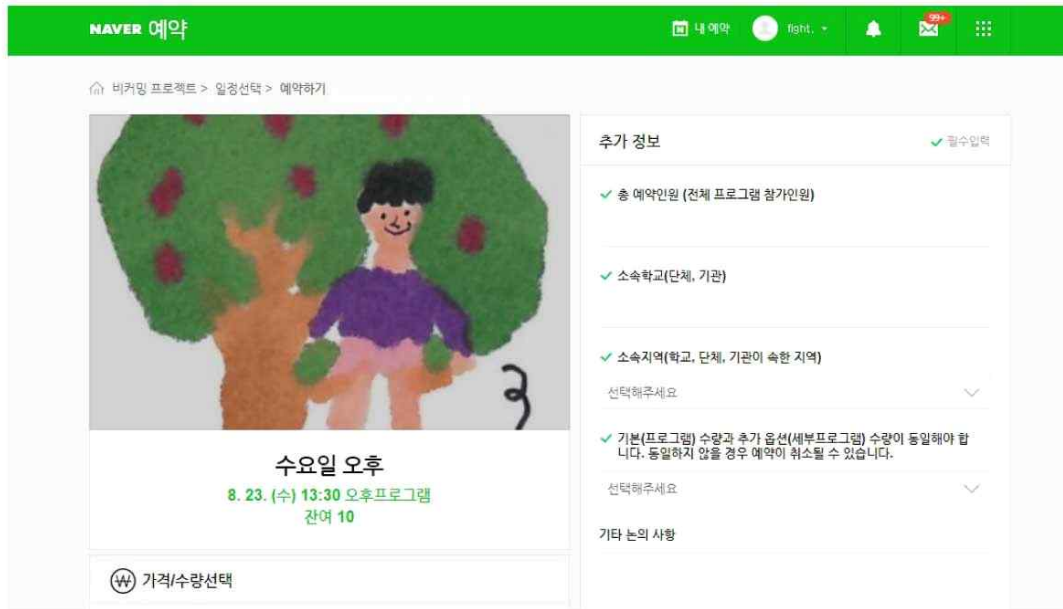 NAVER 예약
내 예약
fight.
99+
비커밍 프로젝트 > 일정선택 > 예약하기
수요일 오후
8. 23. (수) 13:30 오후프로그램
잔여 10
가격/수량선택
추가 정보
필수입력
총 예약인원 (전체 프로그램 참가인원)
소속학교(단체, 기관)
소속지역(학교, 단체, 기관이 속한 지역)
선택해주세요
기본(프로그램) 수량과 추가 옵션(세부프로그램) 수량이 동일해야 합
니다. 동일하지 않을 경우 예약이 취소될 수 있습니다.
선택해주세요
기타 논의 사항